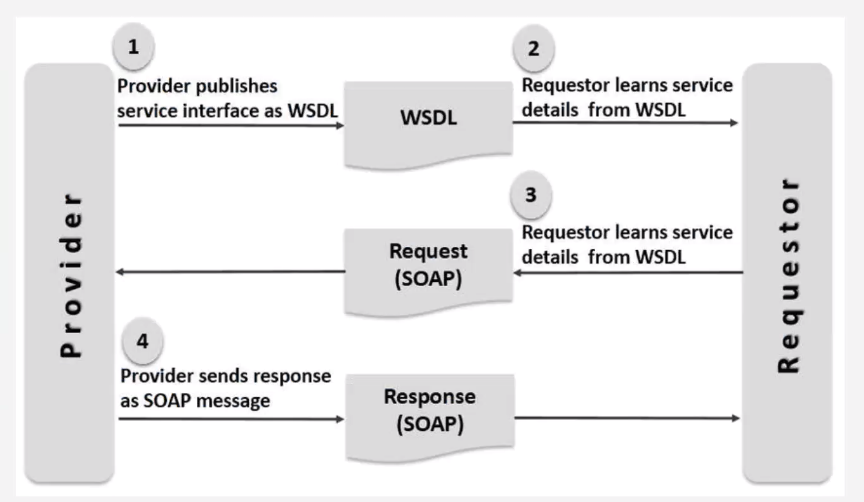 1
Provider publishes
service interface as WSDL
WSDL
2
Requestor learns service
details from WSDL
3
Requestor learns service
details from WSDL
Request
(SOAP)
4
Provider sends response
as SOAP message
Response
(SOAP)
Provider
Requestor